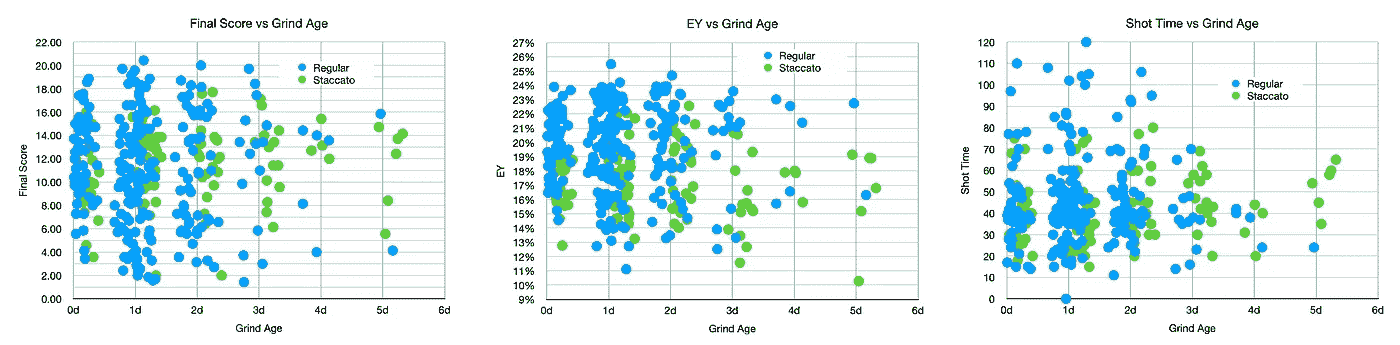 Final Score vs Grind Age
22.00
20.00
18.00
16.00
14.00
12.00
10.00
8.00
6.00
4.00
2.00
0.00
Final Score
Regular
Staccato
0d 1d 2d 3d 4d 5d 6d
Grind Age
EY vs Grind Age
27%
26%
25%
24%
23%
22%
21%
20%
19%
18%
17%
16%
15%
14%
13%
12%
11%
10%
9%
EY
Regular
Staccato
0d 1d 2d 3d 4d 5d 6d
Grind Age
Shot Time vs Grind Age
120
110
100
90
80
70
60
50
40
30
20
10
0
Shot Time
Regular
Staccato
0d 1d 2d 3d 4d 5d 6d
Grind Age